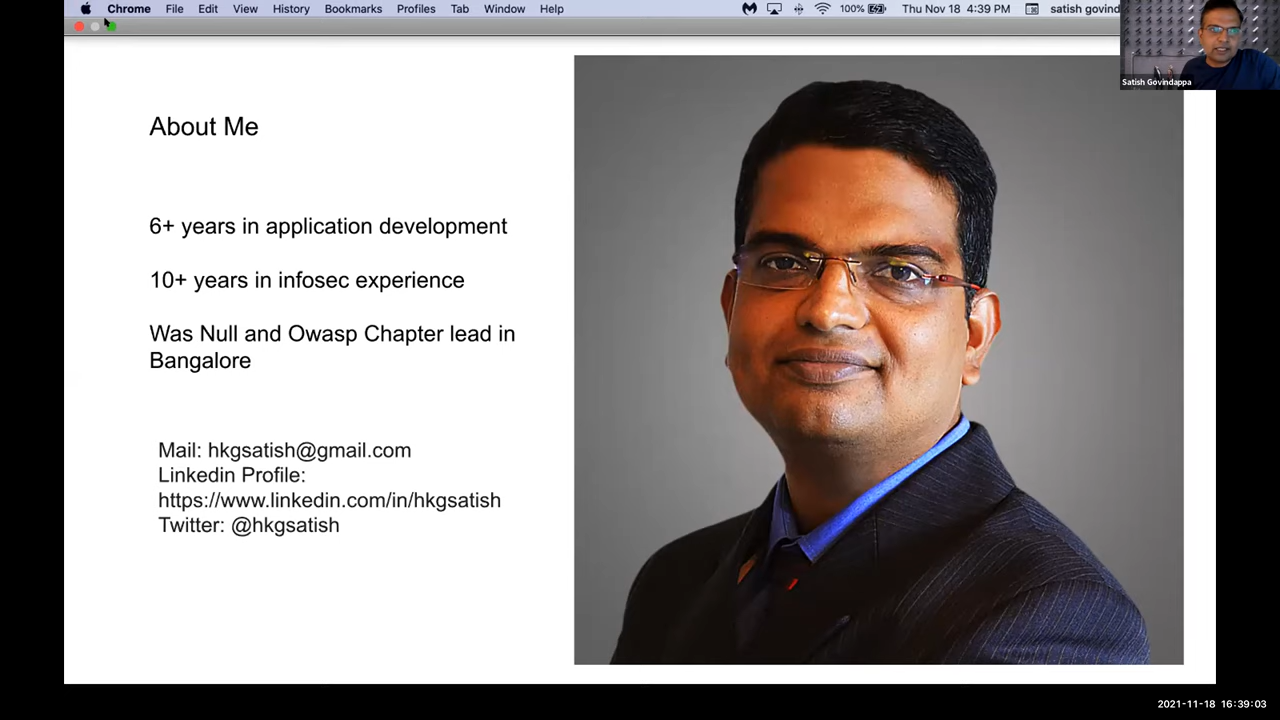 Chrome File Edit View History Bookmarks Profiles Tab Window Help 100% Thu Nov 18 4:39 PM satish govind
Satish Govindappa
About Me
6+ years in application development
10+ years in infosec experience
Was Null and Owasp Chapter lead in
Bangalore
Mail: hkgsatish@gmail.com
Linkedin Profile:
https://www.linkedin.com/in/hkgsatish
Twitter: @hkgsatish
2021-11-18 16:39:03